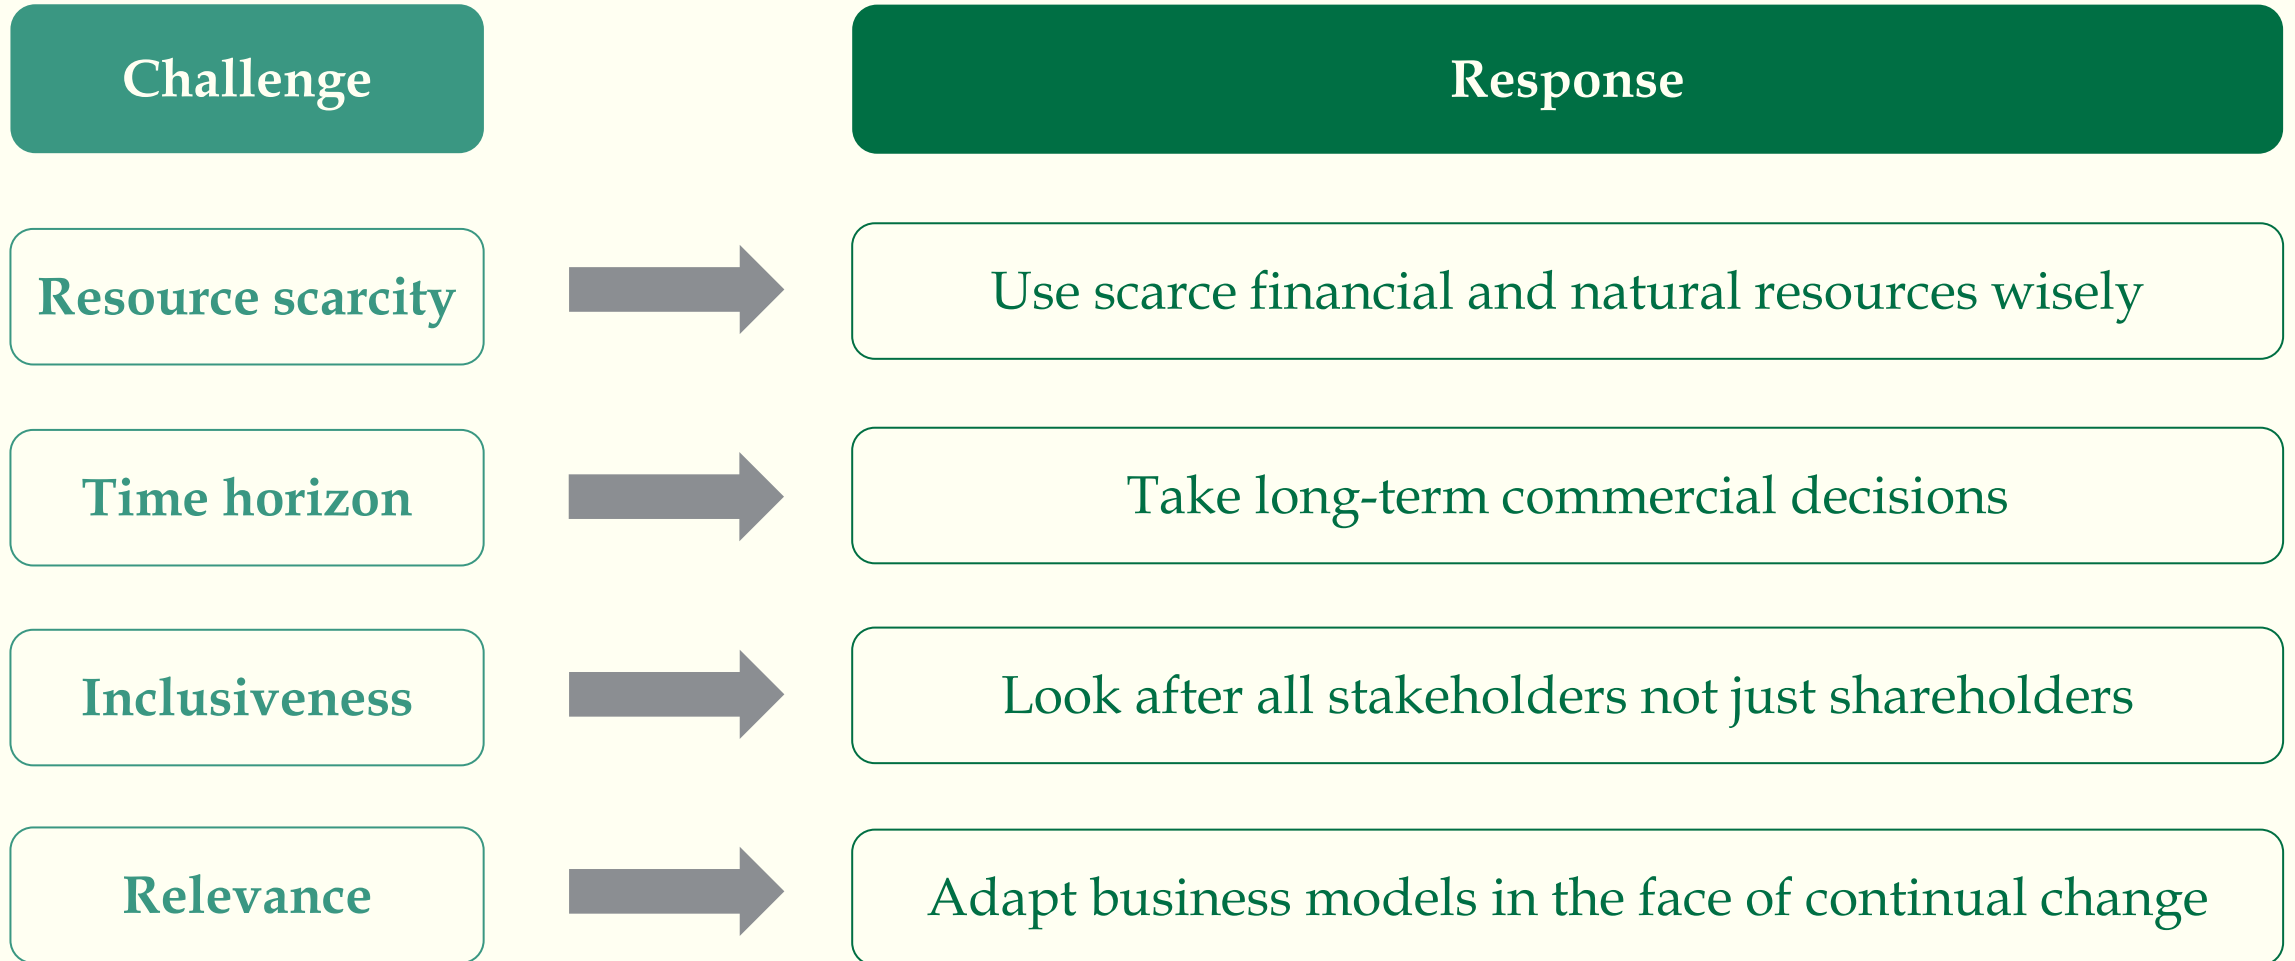 Challenge
Response
Resource scarcity
Use scarce financial and natural resources wisely
Time horizon
Take long-term commercial decisions
Inclusiveness
Look after all stakeholders not just shareholders
Relevance
Adapt business models in the face of continual change